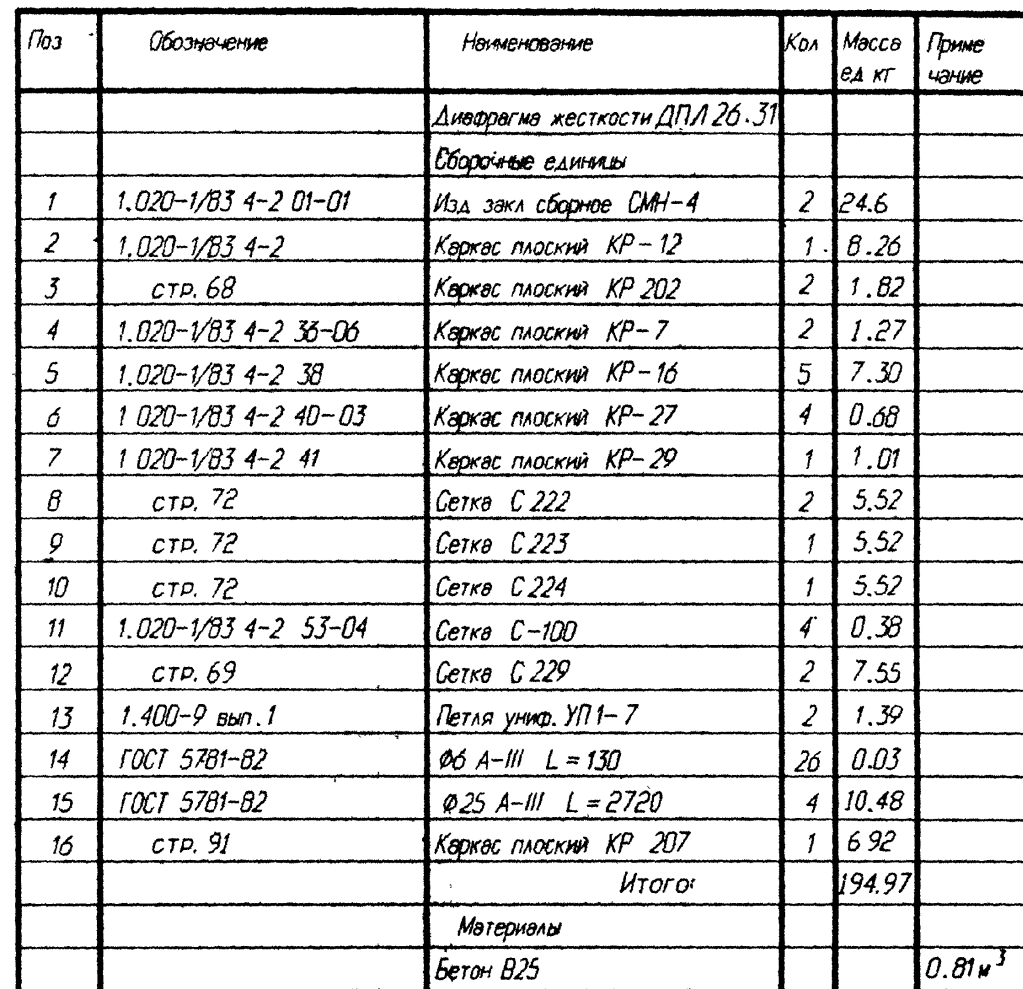 Поз Обозначение Наименование Кол Масса ед кг Приме чание
Диафрагма жесткости ДПЛ 26.31
Сборочные единицы
1 1.020-1/83 4-2 01-01 Изд закл сборное СМН-4 2 24.6
2 1.020-1/83 4-2 Каркас плоский КР-12 1 8.26
3 стр. 68 Каркас плоский КР 202 2 1.82
4 1.020-1/83 4-2 36-06 Каркас плоский КР-7 2 1.27
5 1.020-1/83 4-2 38 Каркас плоский КР-16 5 7.30
6 1 020-1/83 4-2 40-03 Каркас плоский КР-27 4 0.68
7 1 020-1/83 4-2 41 Каркас плоский КР-29 1 1.01
8 стр. 72 Сетка С 222 2 5.52
9 стр. 72 Сетка С 223 1 5.52
10 стр. 72 Сетка С 224 1 5.52
11 1.020-1/83 4-2 53-04 Сетка С-100 4 0.38
12 стр. 69 Сетка С 229 2 7.55
13 1.400-9 вып.1 Петля униф. УП1-7 2 1.39
14 ГОСТ 5781-82 Ф6 А-III L=130 26 0.03
15 ГОСТ 5781-82 Ф25 А-III L=2720 4 10.48
16 стр. 91 Каркас плоский КР 207 1 6 92
Итого: 194.97
Материалы
Бетон В25 0.81м³